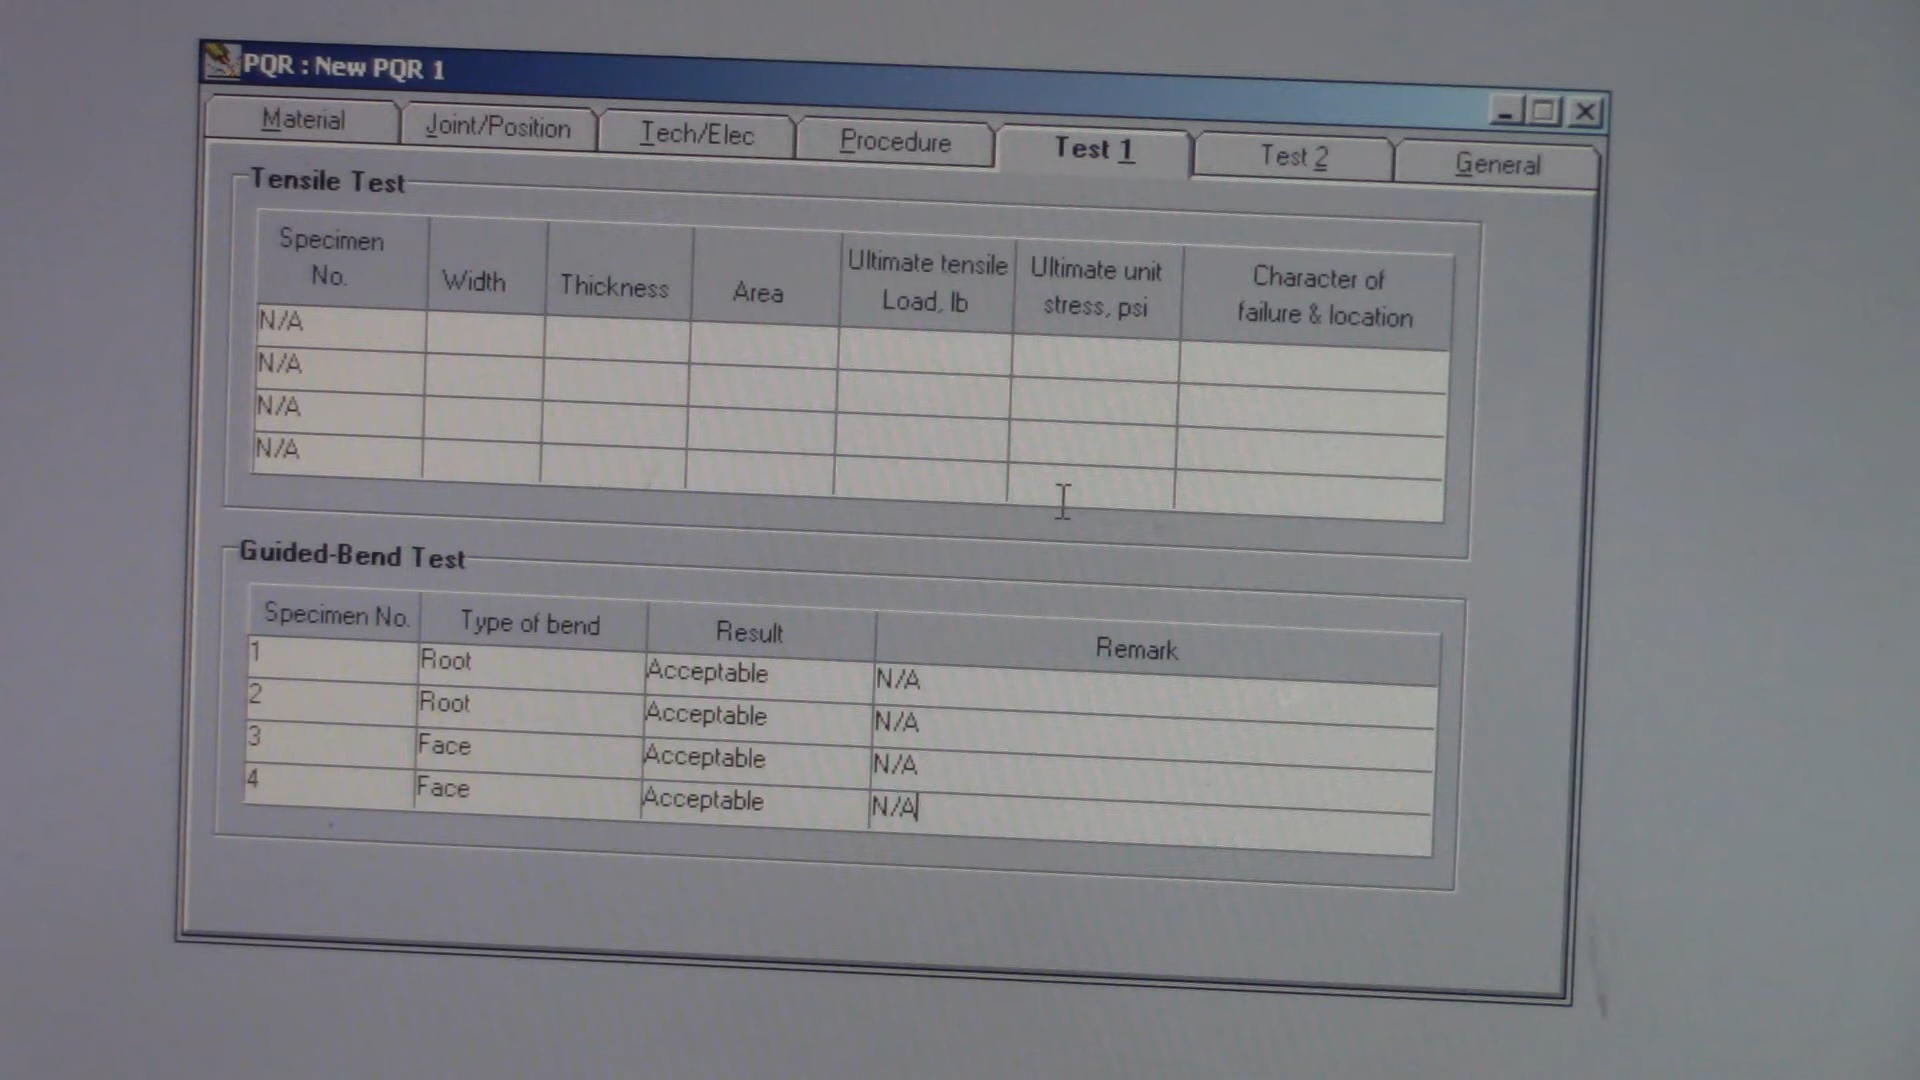 PQR : New PQR 1
Material Joint/Position Tech/Elec Procedure Test 1 Test 2 General
Tensile Test
Specimen No. Width Thickness Area Ultimate tensile Load, lb Ultimate unit stress, psi Character of failure & location
N/A
N/A
N/A
N/A
Guided-Bend Test
Specimen No. Type of bend Result Remark
1 Root Acceptable N/A
2 Root Acceptable N/A
3 Face Acceptable N/A
4 Face Acceptable N/A